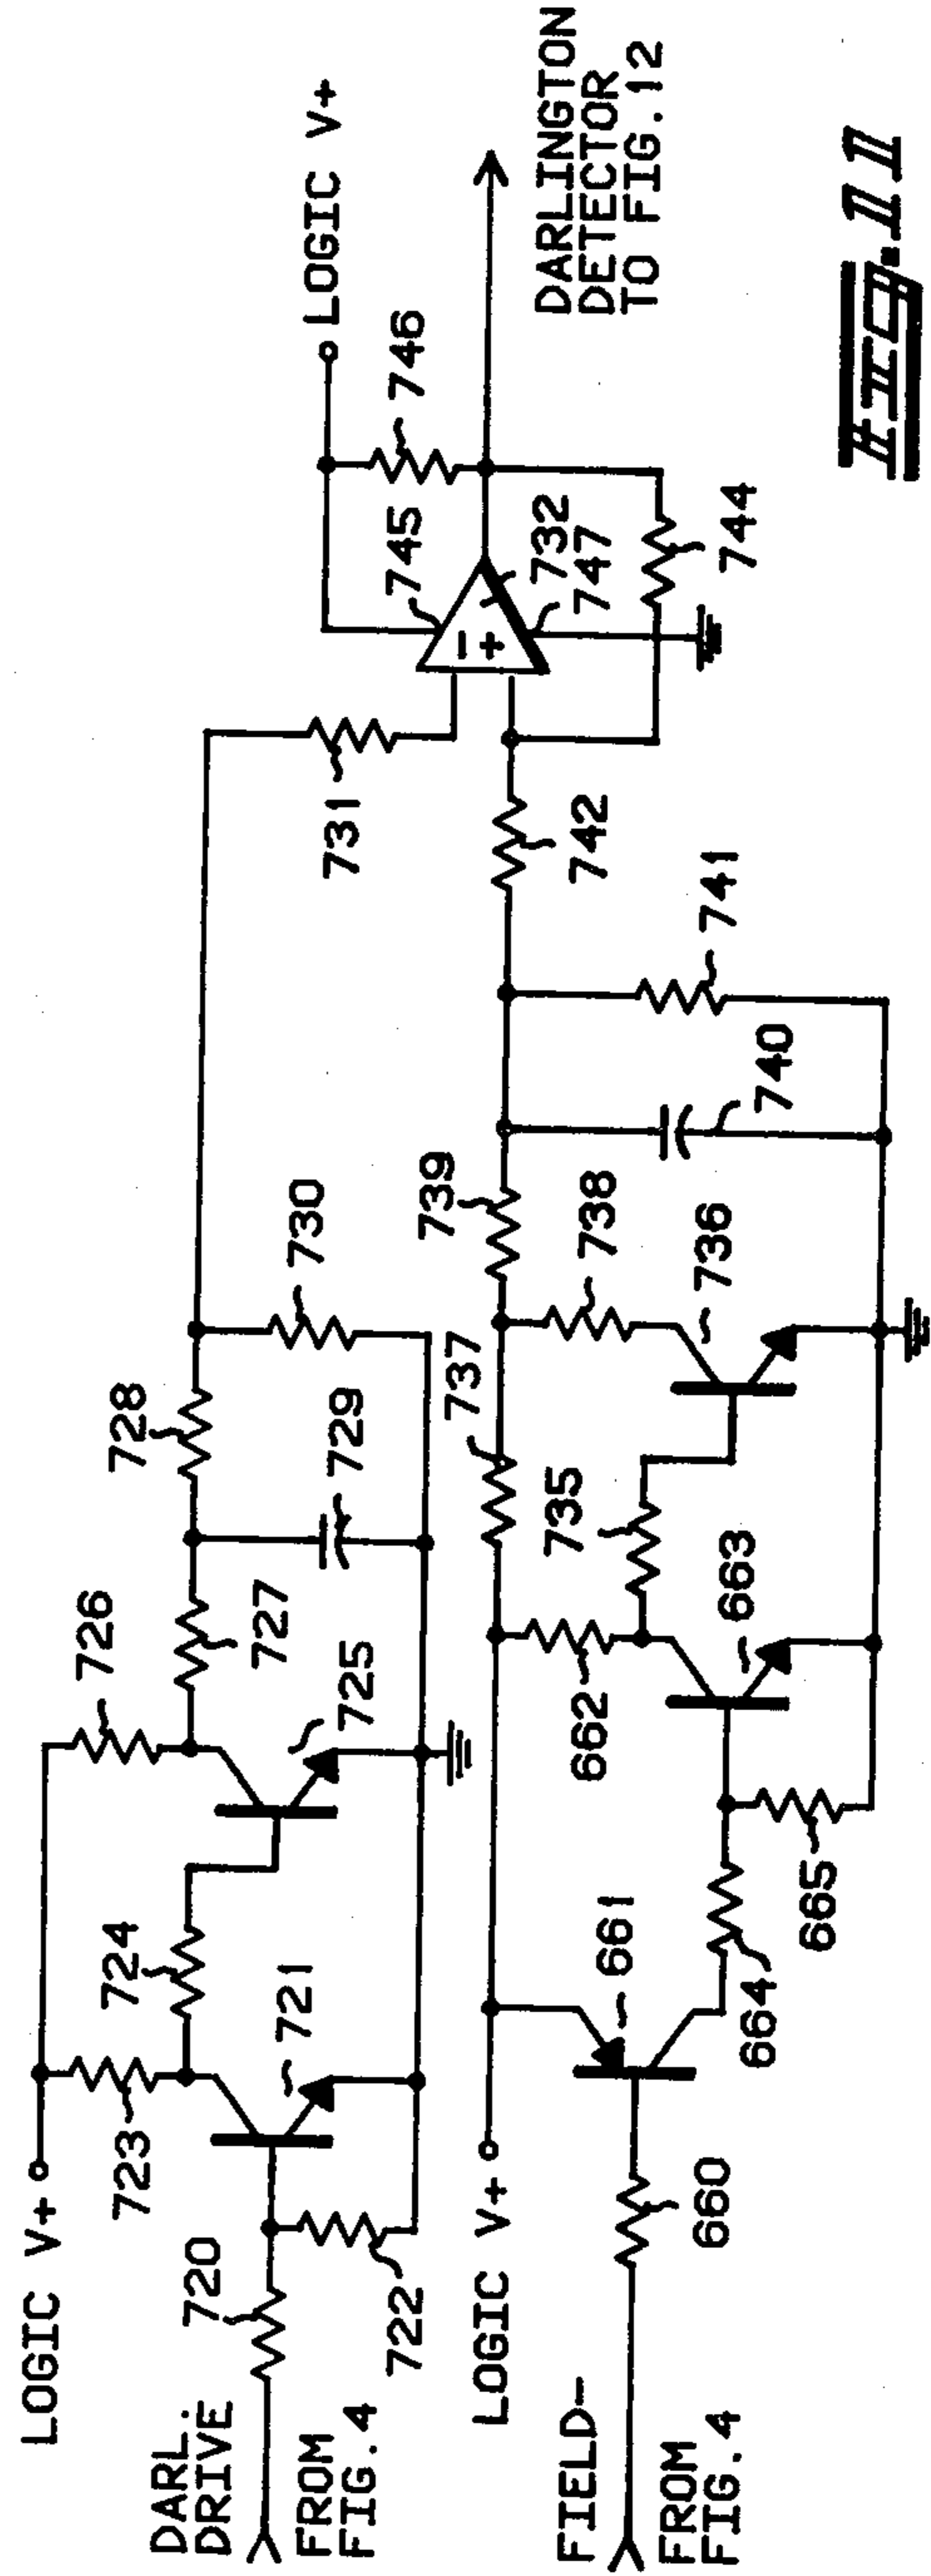 LOGIC V+
723
724
726
728
DARL.
DRIVE
720
721
725
727
729
730
FROM
FIG.4
722
731
745
746
LOGIC V+
LOGIC V+
661
662
735
737
739
738
742
732
747
744
DARLINGTON
DETECTOR
TO FIG.12
FIELD-
FROM
FIG.4
660
664
665
663
736
740
741
FIG. 11